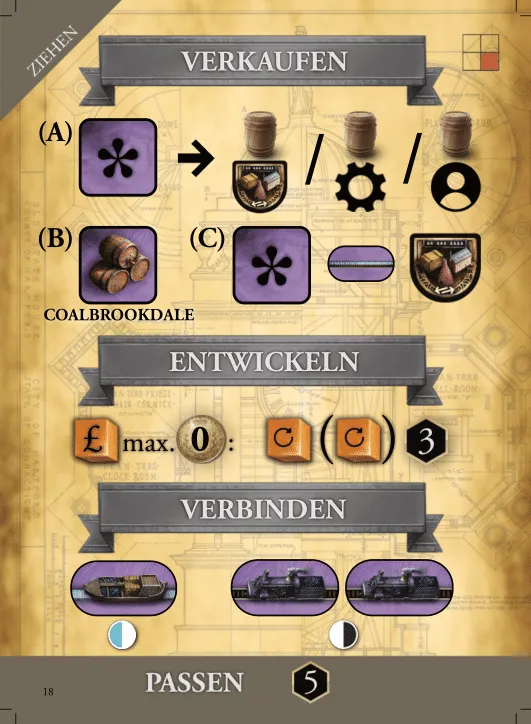 ZIEHEN
VERKAUFEN
(A) * → / /
(B) (C) *
COALBROOKDALE
ENTWICKELN
£ max. 0 : ( ) 3
VERBINDEN
18 PASSEN 5